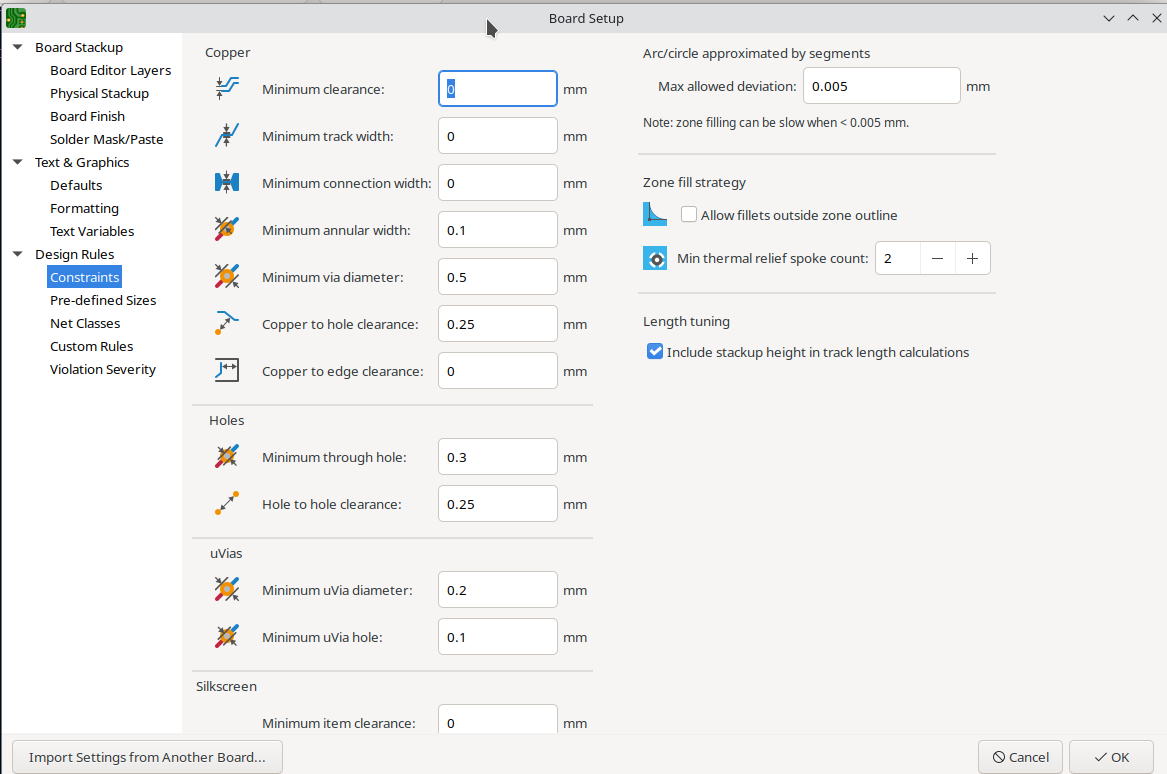 Board Setup
Board Stackup
Board Editor Layers
Physical Stackup
Board Finish
Solder Mask/Paste
Text & Graphics
Defaults
Formatting
Text Variables
Design Rules
Constraints
Pre-defined Sizes
Net Classes
Custom Rules
Violation Severity
Copper
Minimum clearance: 0 mm
Minimum track width: 0 mm
Minimum connection width: 0 mm
Minimum annular width: 0.1 mm
Minimum via diameter: 0.5 mm
Copper to hole clearance: 0.25 mm
Copper to edge clearance: 0 mm
Holes
Minimum through hole: 0.3 mm
Hole to hole clearance: 0.25 mm
uVias
Minimum uVia diameter: 0.2 mm
Minimum uVia hole: 0.1 mm
Silkscreen
Minimum item clearance: 0 mm
Arc/circle approximated by segments
Max allowed deviation: 0.005 mm
Note: zone filling can be slow when < 0.005 mm.
Zone fill strategy
Allow fillets outside zone outline
Min thermal relief spoke count: 2 − +
Length tuning
Include stackup height in track length calculations
Import Settings from Another Board...
Cancel
OK